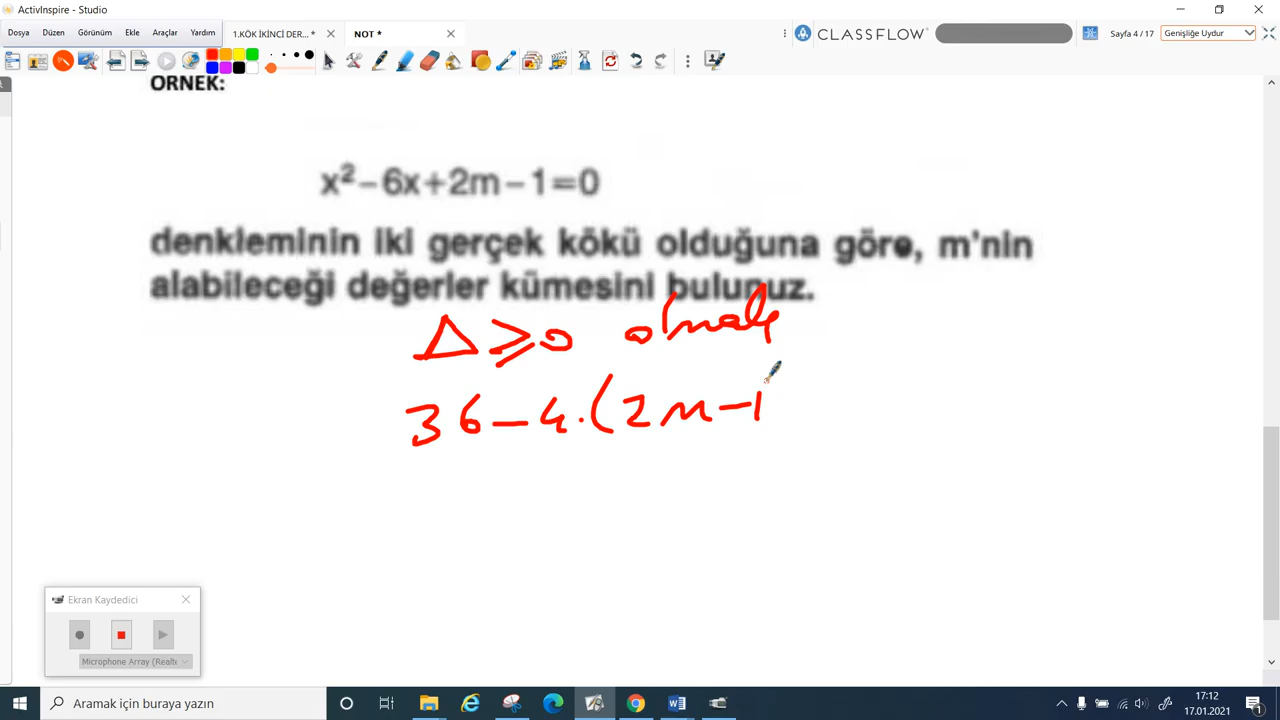 ActivInspire - Studio
Dosya Düzen Görünüm Ekle Araçlar Yardım
1.KÖK İKİNCİ DER... *
NOT *
CLASSFLOW
Sayfa 4 / 17
Genişliğe Uydur
ORNEK:
x²-6x+2m-1=0
denkleminin iki gerçek kökü olduğuna göre, m'nin
alabileceği değerler kümesini bulunuz.
Δ ≥ 0 olmalı
36-4.(2m-1
Ekran Kaydedici
Microphone Array (Realte
Aramak için buraya yazın
17:12
17.01.2021
1